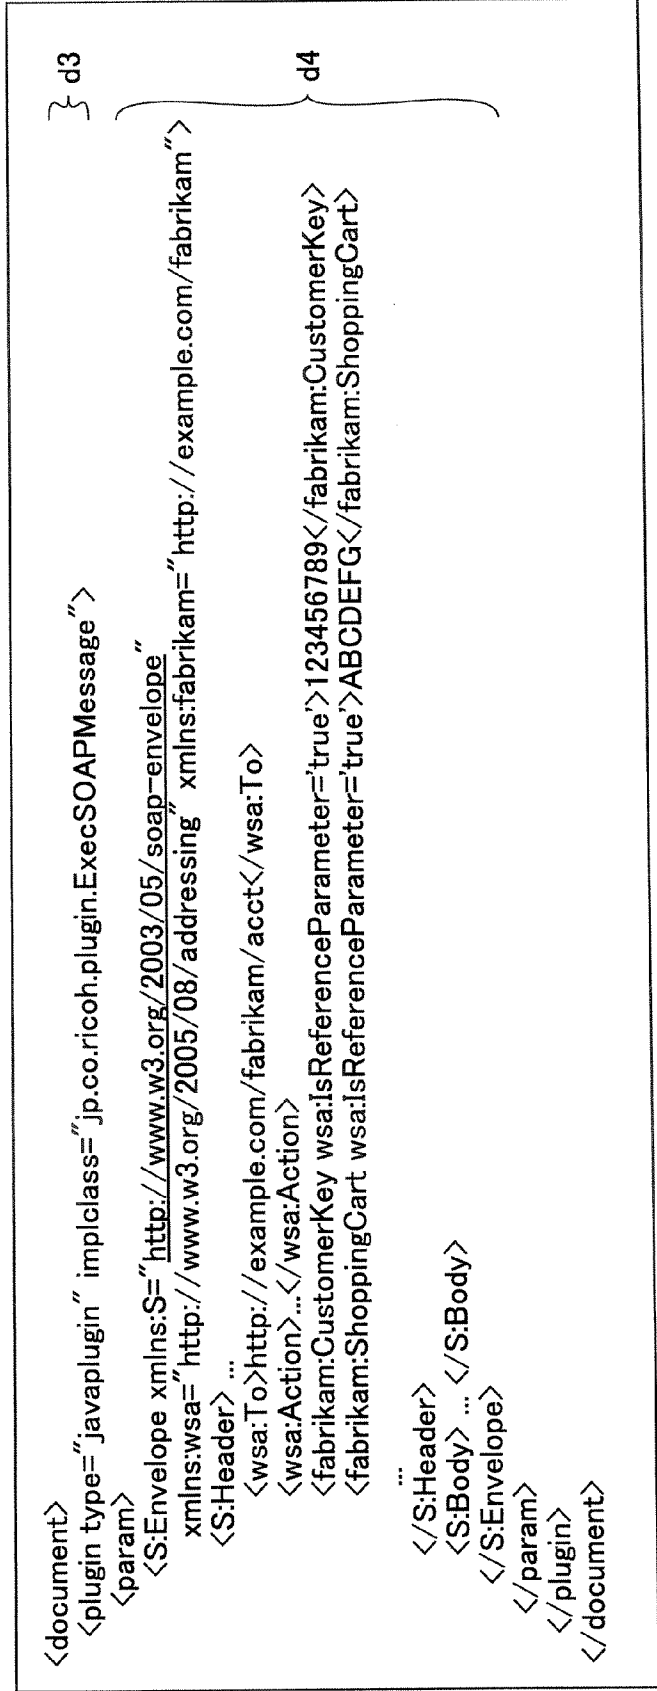 <document>
<plugin type="javaplugin" implclass="jp.co.ricoh.plugin.ExecSOAPMessage">
<param>
<S:Envelope xmlns:S="http://www.w3.org/2003/05/soap-envelope"
xmlns:wsa="http://www.w3.org/2005/08/addressing" xmlns:fabrikam="http://example.com/fabrikam">
<S:Header> ...
<wsa:To>http://example.com/fabrikam/acct</wsa:To>
<wsa:Action>...</wsa:Action>
<fabrikam:CustomerKey wsa:IsReferenceParameter='true'>123456789</fabrikam:CustomerKey>
<fabrikam:ShoppingCart wsa:IsReferenceParameter='true'>ABCDEFG</fabrikam:ShoppingCart>
...
</S:Header>
<S:Body> ... </S:Body>
</S:Envelope>
</param>
</plugin>
</document>
d3
d4